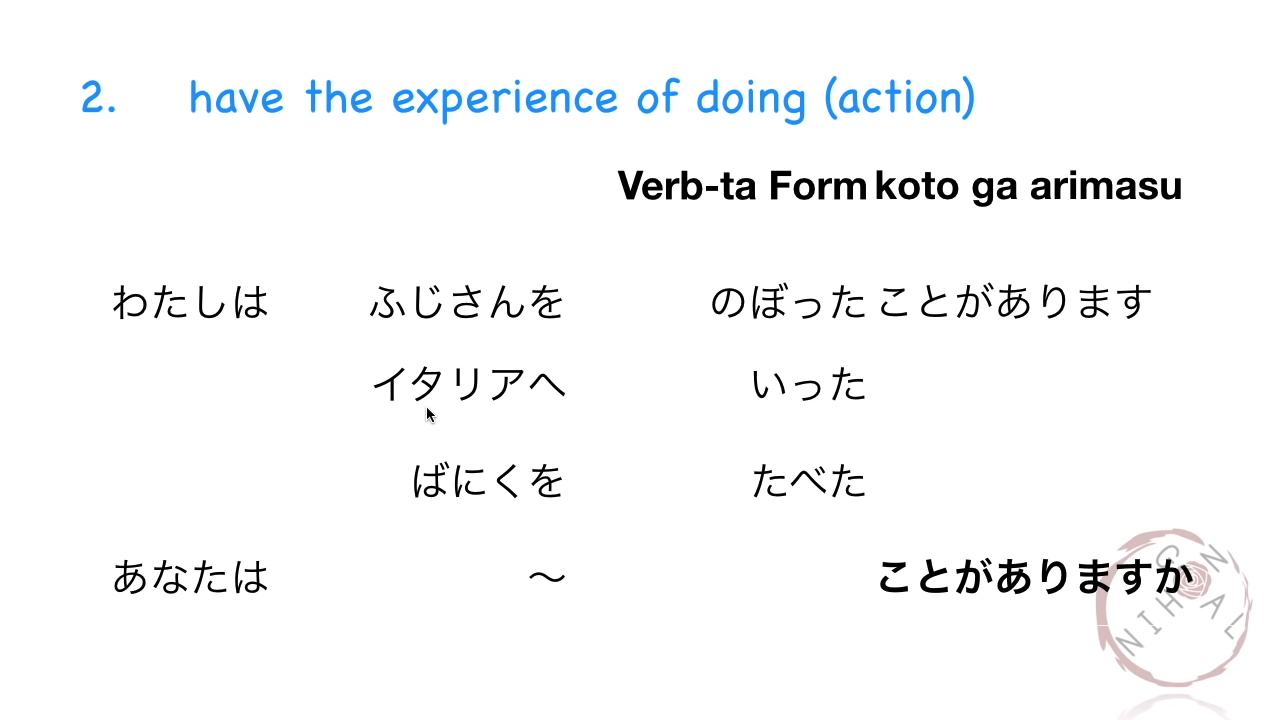 2. have the experience of doing (action)
Verb-ta Form koto ga arimasu
わたしは ふじさんを のぼった ことがあります
イタリアへ いった
ばにくを たべた
あなたは ～ ことがありますか
NIHON GCAL